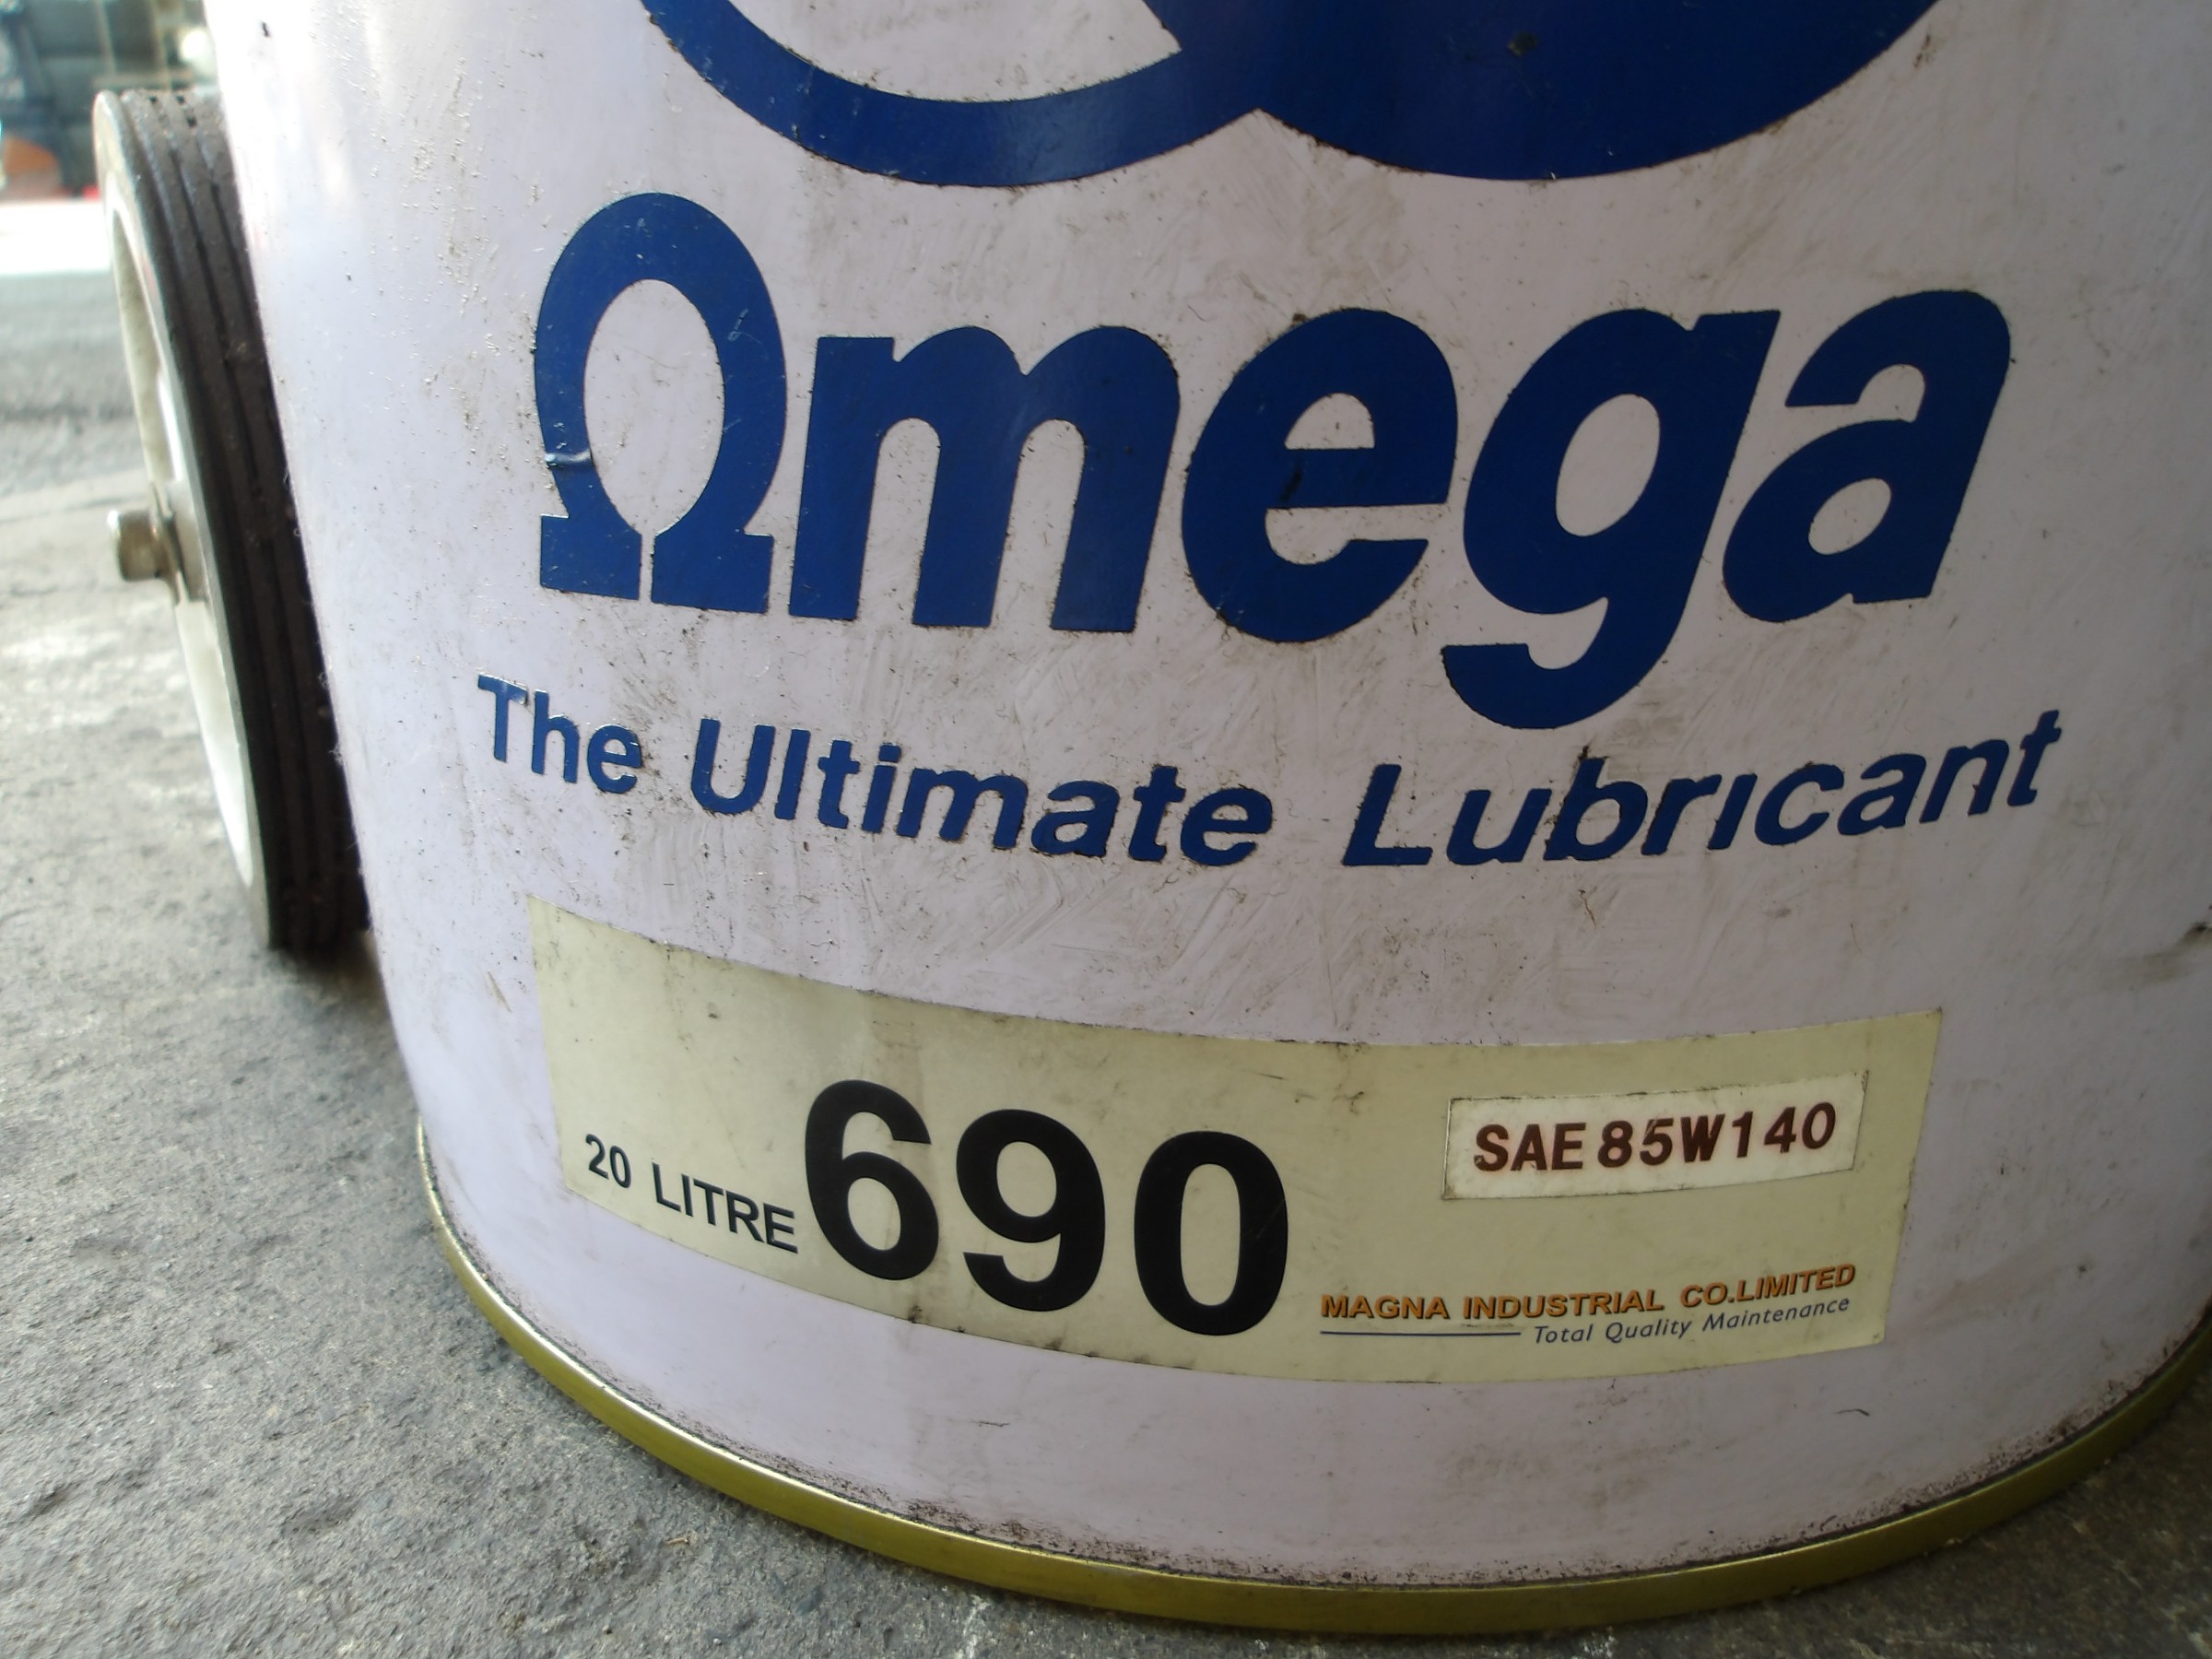 Ωmega
The Ultimate Lubricant
20 LITRE 690
SAE 85W140
MAGNA INDUSTRIAL CO.LIMITED
Total Quality Maintenance